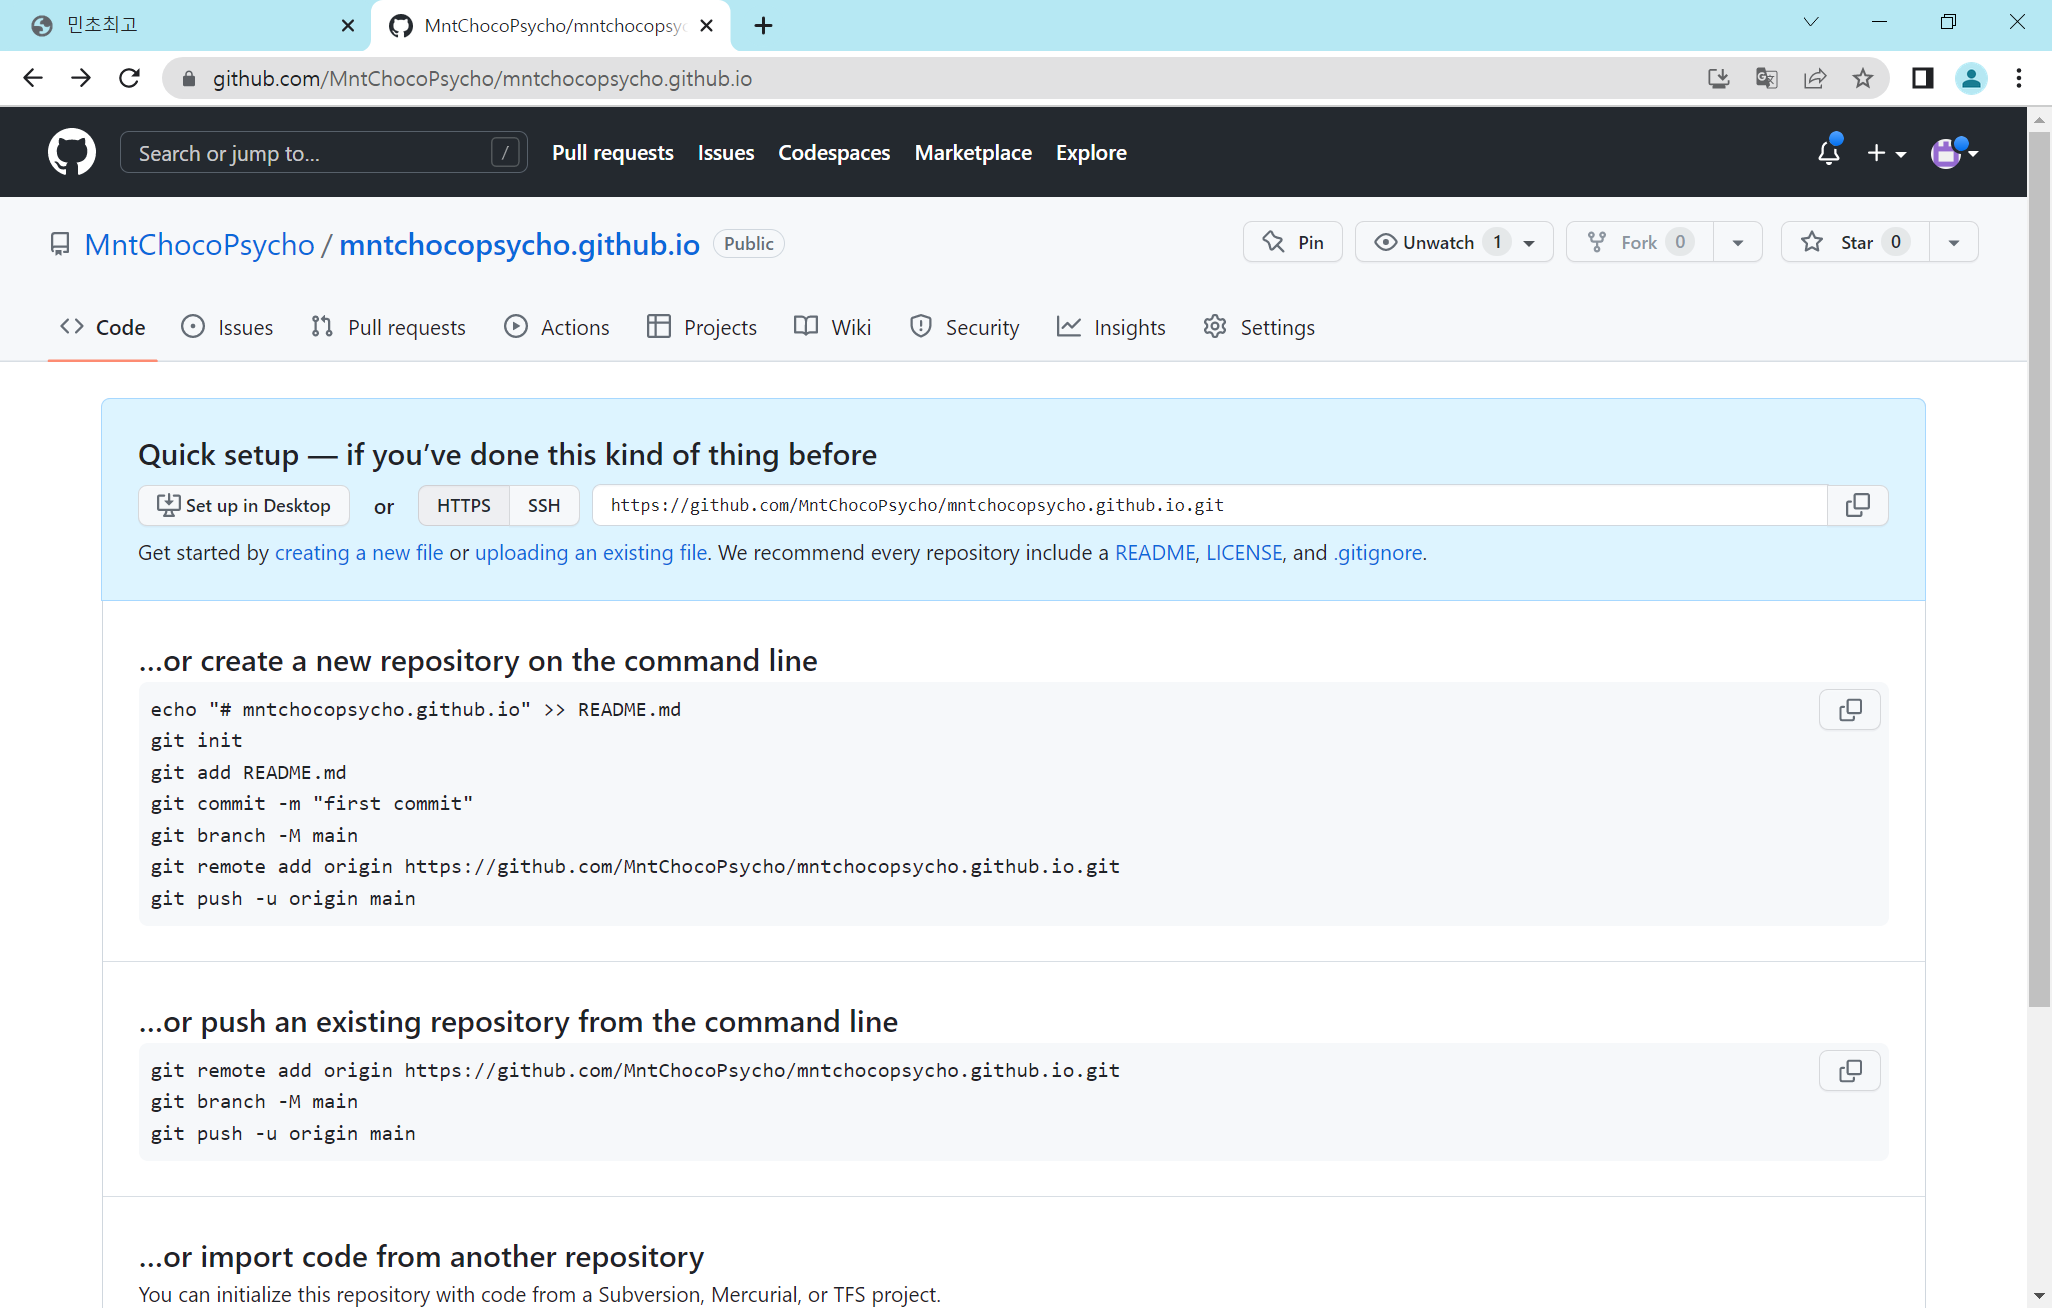 민초최고
MntChocoPsycho/mntchocopsyc
github.com/MntChocoPsycho/mntchocopsycho.github.io
Search or jump to...
/
Pull requests
Issues
Codespaces
Marketplace
Explore
MntChocoPsycho / mntchocopsycho.github.io
Public
Pin
Unwatch 1
Fork 0
Star 0
Code
Issues
Pull requests
Actions
Projects
Wiki
Security
Insights
Settings
Quick setup — if you’ve done this kind of thing before
Set up in Desktop
or
HTTPS
SSH
https://github.com/MntChocoPsycho/mntchocopsycho.github.io.git
Get started by creating a new file or uploading an existing file. We recommend every repository include a README, LICENSE, and .gitignore.
…or create a new repository on the command line
echo "# mntchocopsycho.github.io" >> README.md
git init
git add README.md
git commit -m "first commit"
git branch -M main
git remote add origin https://github.com/MntChocoPsycho/mntchocopsycho.github.io.git
git push -u origin main
…or push an existing repository from the command line
git remote add origin https://github.com/MntChocoPsycho/mntchocopsycho.github.io.git
git branch -M main
git push -u origin main
…or import code from another repository
You can initialize this repository with code from a Subversion, Mercurial, or TFS project.